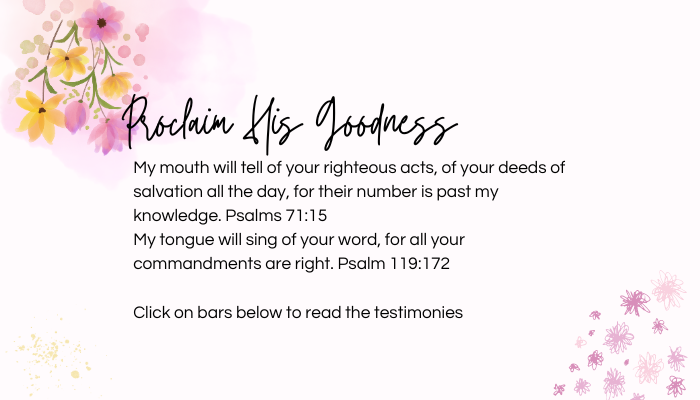 Proclaim His Goodness
My mouth will tell of your righteous acts, of your deeds of
salvation all the day, for their number is past my
knowledge. Psalms 71:15
My tongue will sing of your word, for all your
commandments are right. Psalm 119:172
Click on bars below to read the testimonies